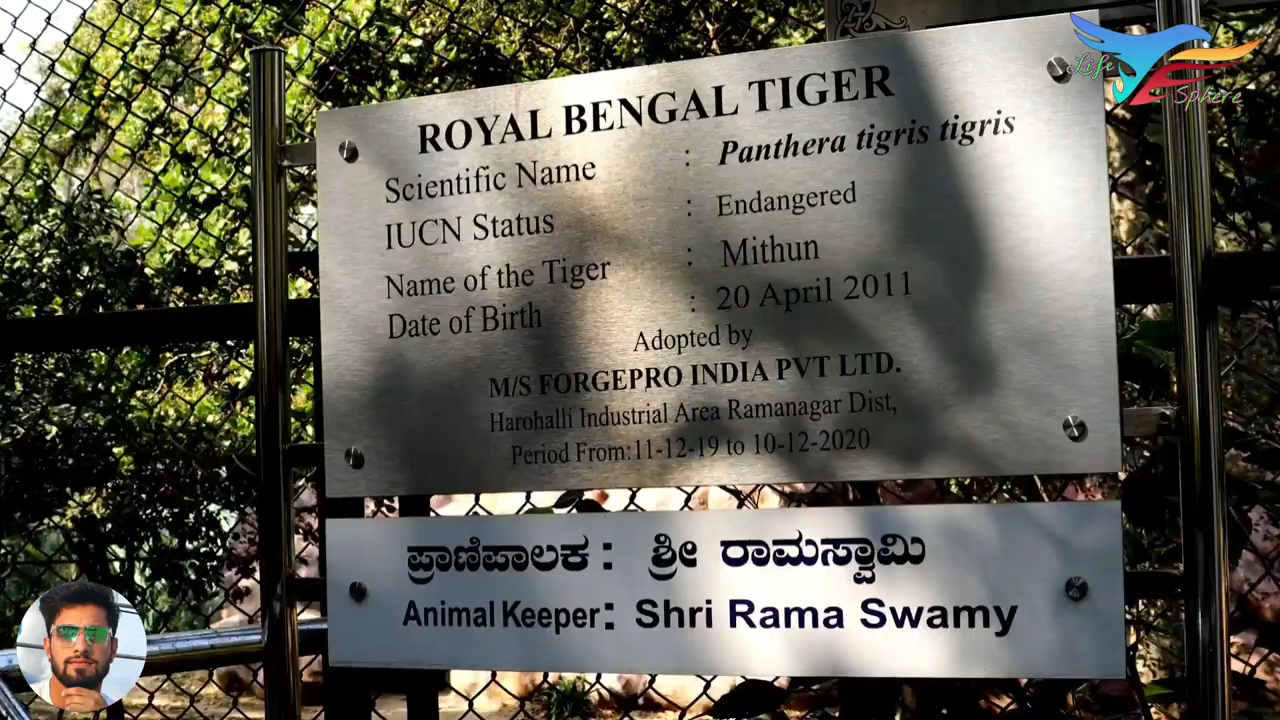 Life
Sphere
ROYAL BENGAL TIGER
Scientific Name : Panthera tigris tigris
IUCN Status : Endangered
Name of the Tiger : Mithun
Date of Birth : 20 April 2011
Adopted by
M/S FORGEPRO INDIA PVT LTD.
Harohalli Industrial Area Ramanagar Dist,
Period From:11-12-19 to 10-12-2020
ಪ್ರಾಣಿಪಾಲಕ: ಶ್ರೀ ರಾಮಸ್ವಾಮಿ
Animal Keeper: Shri Rama Swamy